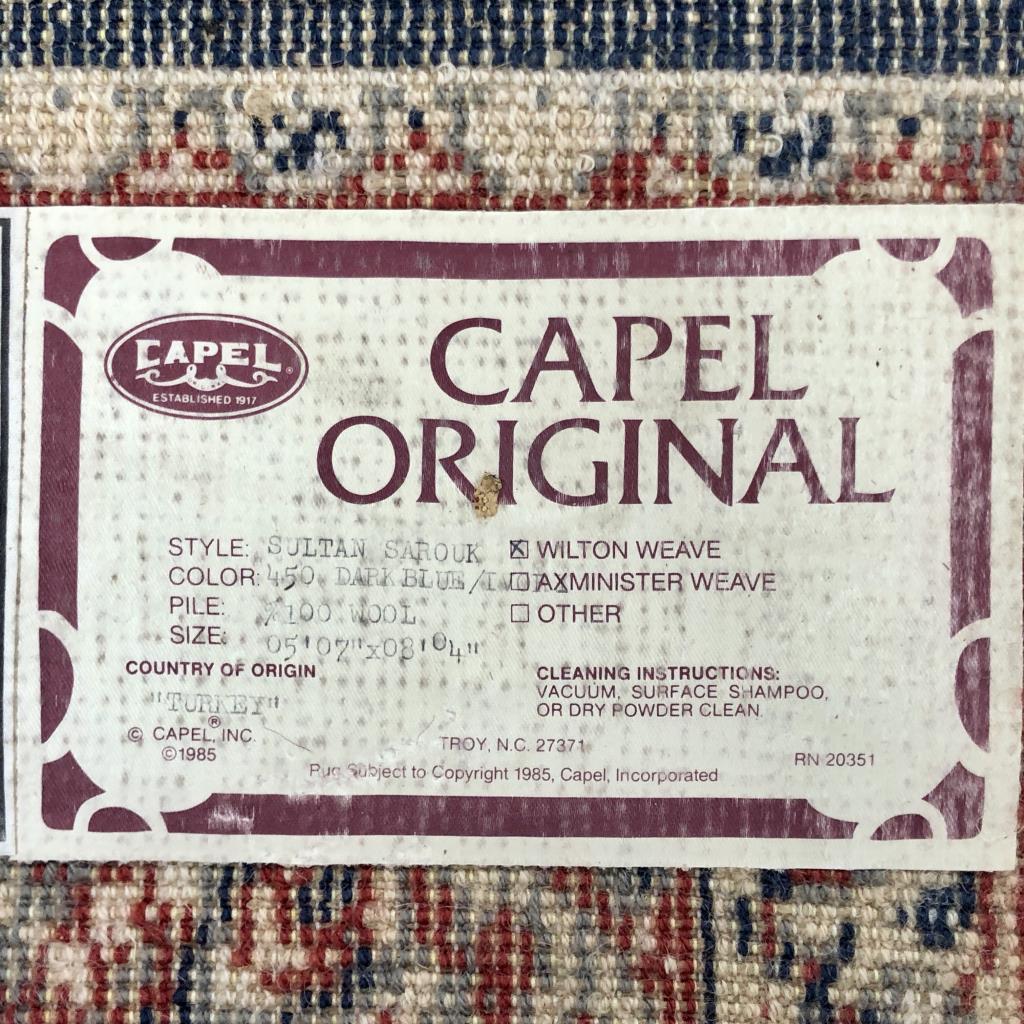 CAPEL ®
ESTABLISHED 1917
CAPEL
ORIGINAL
STYLE: SULTAN SAROUK
COLOR: 450 DARKBLUE/
PILE: %100 WOOL
SIZE: 05'07"x08'04"
☒ WILTON WEAVE
☐ AXMINISTER WEAVE
☐ OTHER
COUNTRY OF ORIGIN
"TURKEY"
© CAPEL,® INC.
©1985
CLEANING INSTRUCTIONS:
VACUUM, SURFACE SHAMPOO,
OR DRY POWDER CLEAN.
TROY, N.C. 27371
RN 20351
Rug Subject to Copyright 1985, Capel, Incorporated